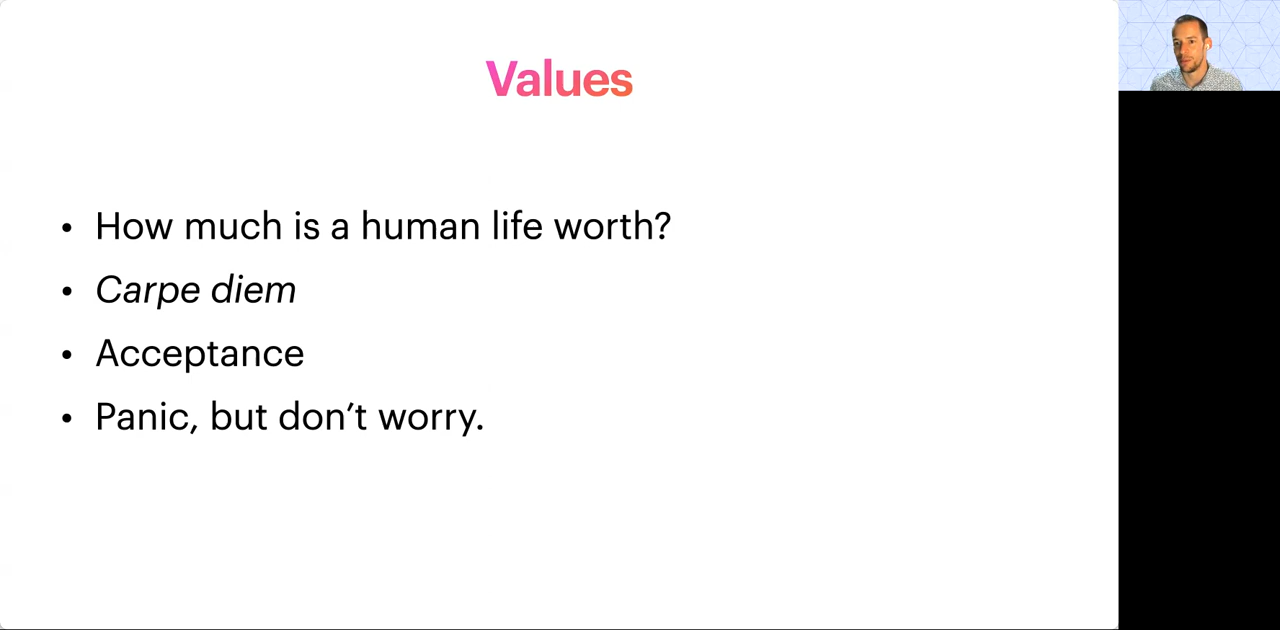 Values
• How much is a human life worth?
• Carpe diem
• Acceptance
• Panic, but don’t worry.